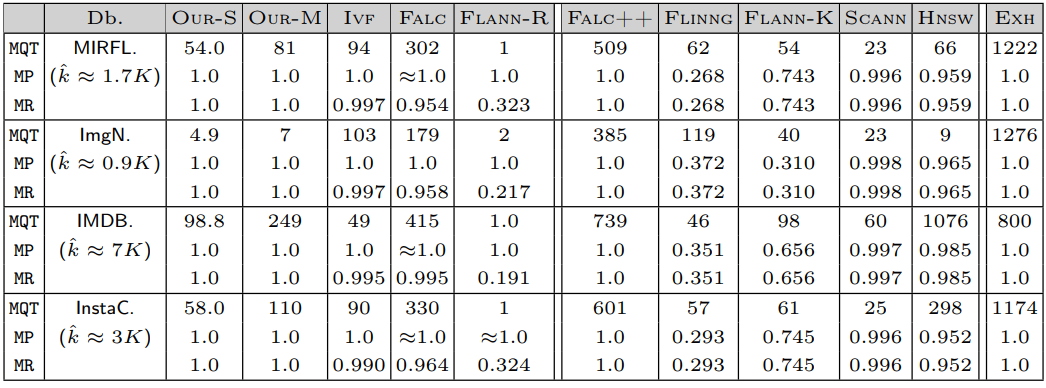 Db. OUR-S OUR-M IVF FALC FLANN-R FALC++ FLINNG FLANN-K SCANN HNSW EXH
MQT MIRFL. 54.0 81 94 302 1 509 62 54 23 66 1222
MP (k̂ ≈ 1.7K) 1.0 1.0 1.0 ≈1.0 1.0 1.0 0.268 0.743 0.996 0.959 1.0
MR 1.0 1.0 0.997 0.954 0.323 1.0 0.268 0.743 0.996 0.959 1.0
MQT ImgN. 4.9 7 103 179 2 385 119 40 23 9 1276
MP (k̂ ≈ 0.9K) 1.0 1.0 1.0 1.0 1.0 1.0 0.372 0.310 0.998 0.965 1.0
MR 1.0 1.0 0.997 0.958 0.217 1.0 0.372 0.310 0.998 0.965 1.0
MQT IMDB. 98.8 249 49 415 1.0 739 46 98 60 1076 800
MP (k̂ ≈ 7K) 1.0 1.0 1.0 ≈1.0 1.0 1.0 0.351 0.656 0.997 0.985 1.0
MR 1.0 1.0 0.995 0.995 0.191 1.0 0.351 0.656 0.997 0.985 1.0
MQT InstaC. 58.0 110 90 330 1 601 57 61 25 298 1174
MP (k̂ ≈ 3K) 1.0 1.0 1.0 ≈1.0 ≈1.0 1.0 0.293 0.745 0.996 0.952 1.0
MR 1.0 1.0 0.990 0.964 0.324 1.0 0.293 0.745 0.996 0.952 1.0